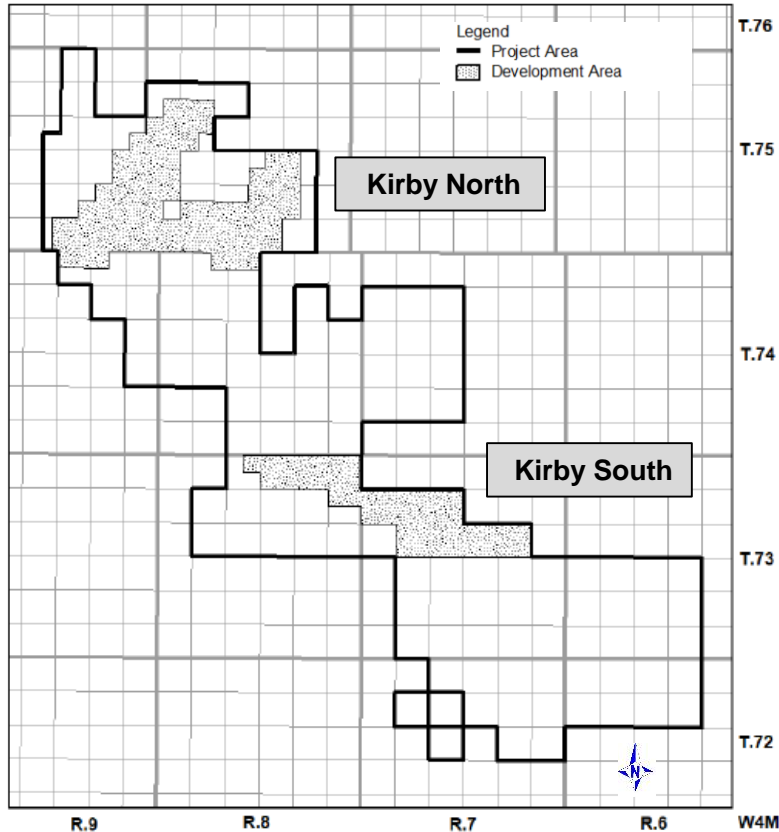 T.76
Legend
Project Area
Development Area
T.75
Kirby North
T.74
Kirby South
T.73
T.72
N
R.9 R.8 R.7 R.6 W4M